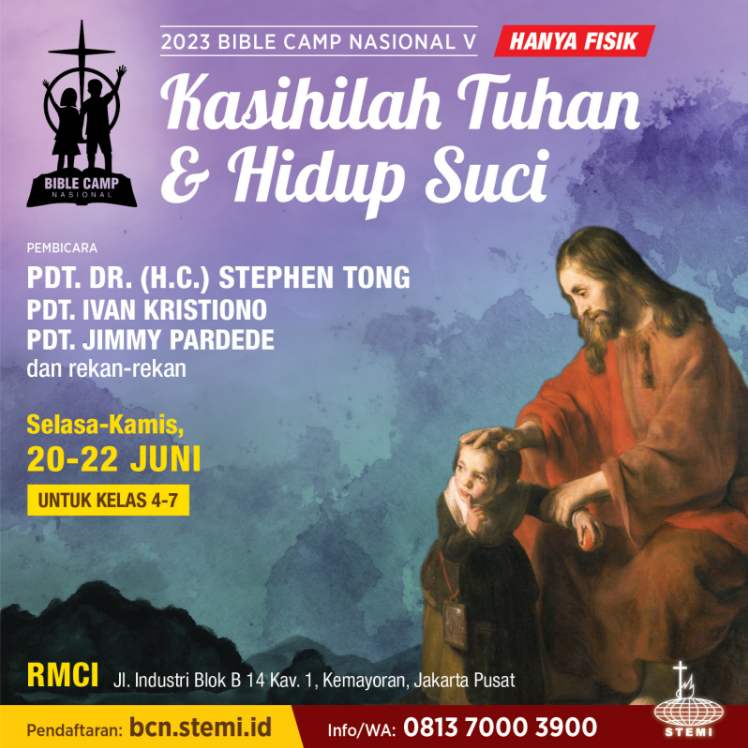 2023 BIBLE CAMP NASIONAL V
HANYA FISIK
Kasihilah Tuhan
& Hidup Suci
BIBLE CAMP
NASIONAL
PEMBICARA
PDT. DR. (H.C.) STEPHEN TONG
PDT. IVAN KRISTIONO
PDT. JIMMY PARDEDE
dan rekan-rekan
Selasa-Kamis,
20-22 JUNI
UNTUK KELAS 4-7
RMCI Jl. Industri Blok B 14 Kav. 1, Kemayoran, Jakarta Pusat
Pendaftaran: bcn.stemi.id
Info/WA: 0813 7000 3900
STEMI